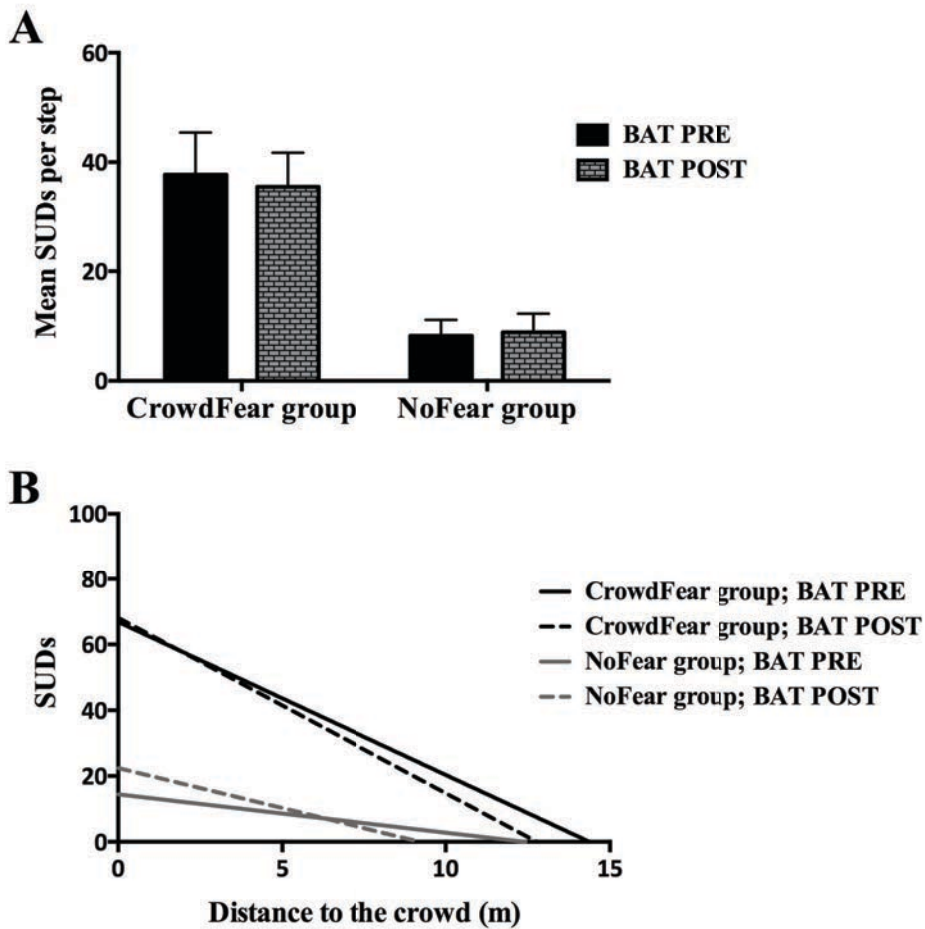 A
Mean SUDs per step
60
40
20
0
CrowdFear group
NoFear group
BAT PRE
BAT POST
B
SUDs
100
80
60
40
20
0
0
5
10
15
Distance to the crowd (m)
CrowdFear group; BAT PRE
CrowdFear group; BAT POST
NoFear group; BAT PRE
NoFear group; BAT POST